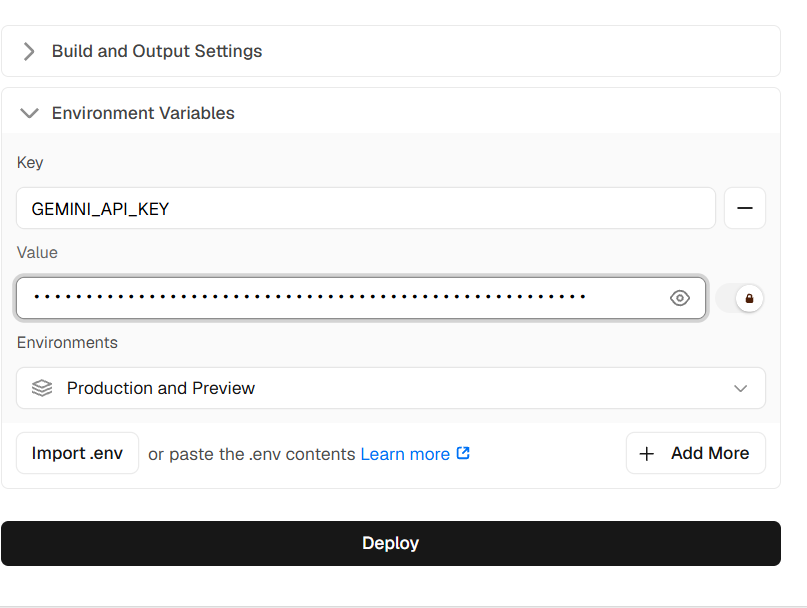 Build and Output Settings
Environment Variables
Key
GEMINI_API_KEY
Value
••••••••••••••••••••••••••••••••••••••••••••••••••••••
Environments
Production and Preview
Import .env or paste the .env contents Learn more
Add More
Deploy